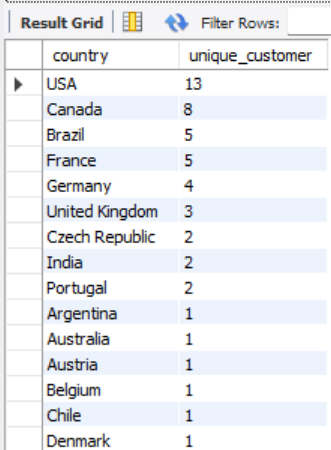 Result Grid Filter Rows:
country unique_customer
USA 13
Canada 8
Brazil 5
France 5
Germany 4
United Kingdom 3
Czech Republic 2
India 2
Portugal 2
Argentina 1
Australia 1
Austria 1
Belgium 1
Chile 1
Denmark 1